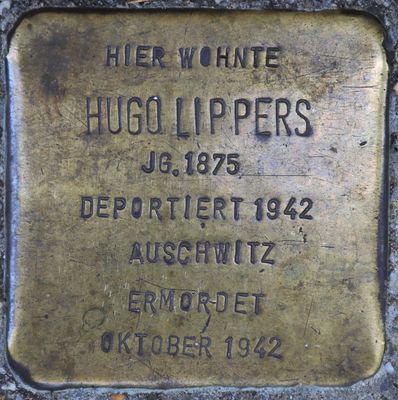 HIER WOHNTE
HUGO LIPPERS
JG. 1875
DEPORTIERT 1942
AUSCHWITZ
ERMORDET
OKTOBER 1942